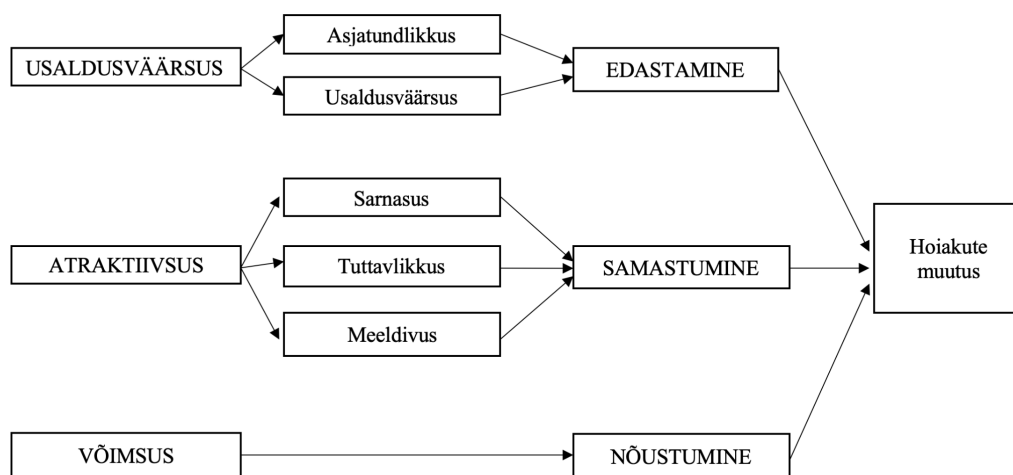 USALDUSVÄÄRSUS
Asjatundlikkus
Usaldusväärsus
EDASTAMINE
ATRAKTIIVSUS
Sarnasus
Tuttavlikkus
Meeldivus
SAMASTUMINE
VÕIMSUS
NÕUSTUMINE
Hoiakute
muutus